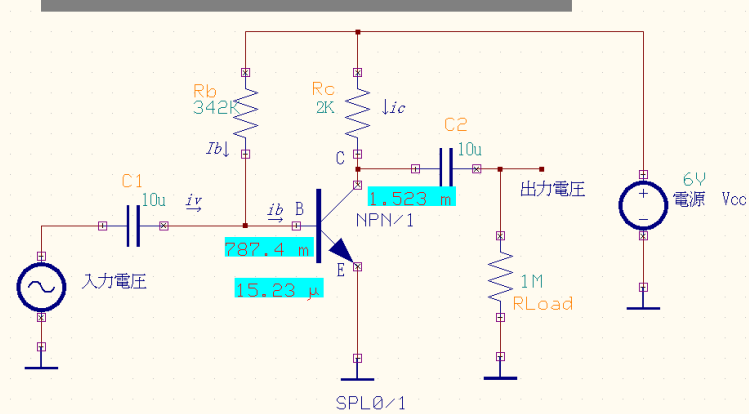 Rb
342K
Rc
2K
↓ic
Ib↓
C
C2
10u
出力電圧
6V
電源 Vcc
+
−
C1
10u
iv
→
ib
→
B
1.523 m
NPN/1
787.4 m
E
15.23 μ
入力電圧
1M
RLoad
SPL0/1